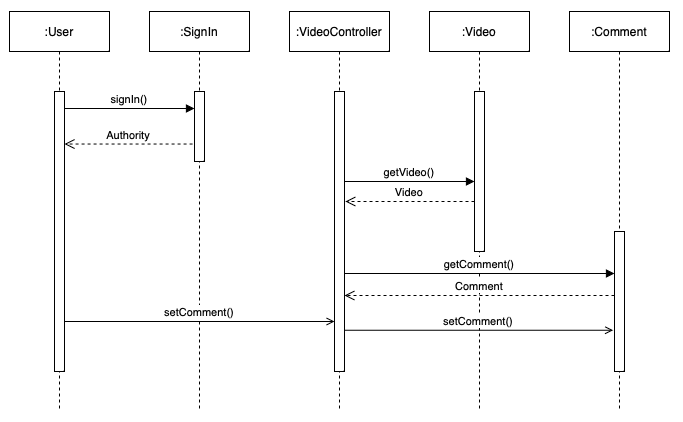 :User
:SignIn
:VideoController
:Video
:Comment
signIn()
Authority
getVideo()
Video
getComment()
Comment
setComment()
setComment()